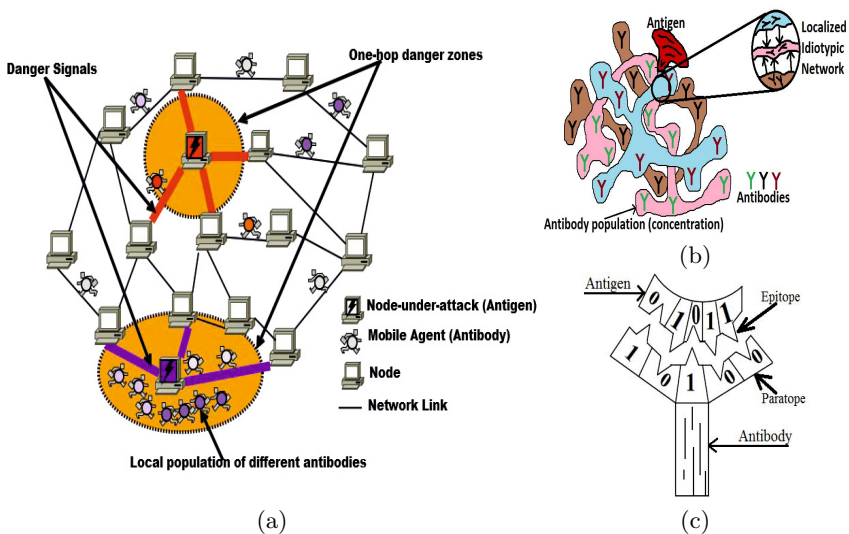 Danger Signals
One-hop danger zones
Node-under-attack (Antigen)
Mobile Agent (Antibody)
Node
Network Link
Local population of different antibodies
(a)
Antigen
Localized
Idiotypic
Network
Y Y Y
Antibodies
Antibody population (concentration)
(b)
Antigen
0 1 0 1 1
Epitope
1 0 1 0 0
Paratope
Antibody
(c)